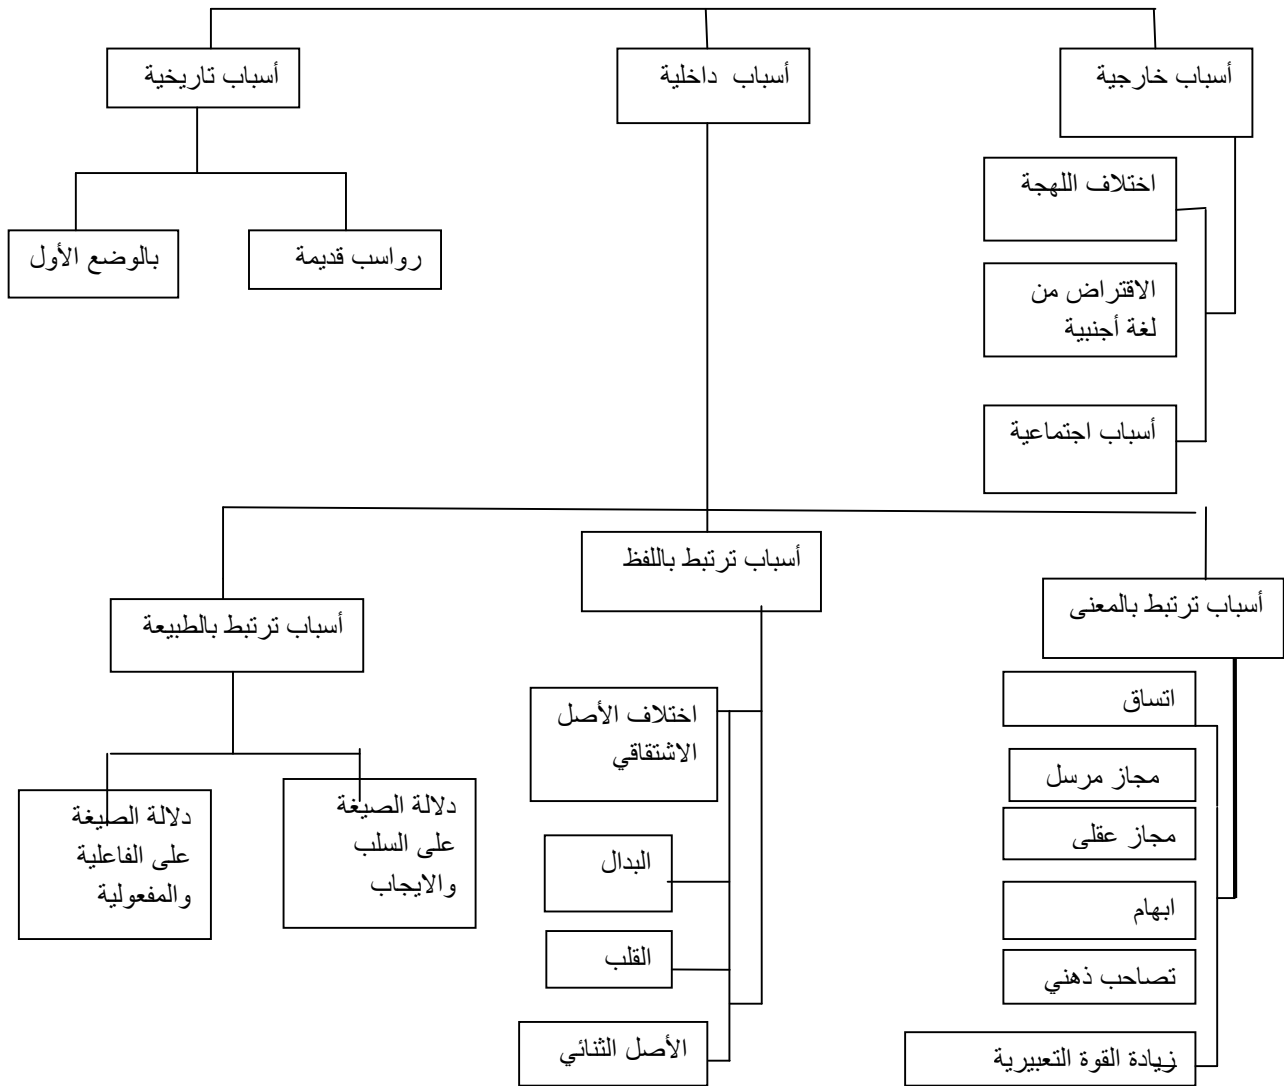 أسباب خارجية
أسباب داخلية
أسباب تاريخية
اختلاف اللهجة
الاقتراض من
لغة أجنبية
أسباب اجتماعية
رواسب قديمة
بالوضع الأول
أسباب ترتبط بالمعنى
أسباب ترتبط باللفظ
أسباب ترتبط بالطبيعة
اتساق
مجاز مرسل
مجاز عقلى
ابهام
تصاحب ذهني
زيادة القوة التعبيرية
اختلاف الأصل
الاشتقاقي
البدال
القلب
الأصل الثنائي
دلالة الصيغة
على السلب
والايجاب
دلالة الصيغة
على الفاعلية
والمفعولية